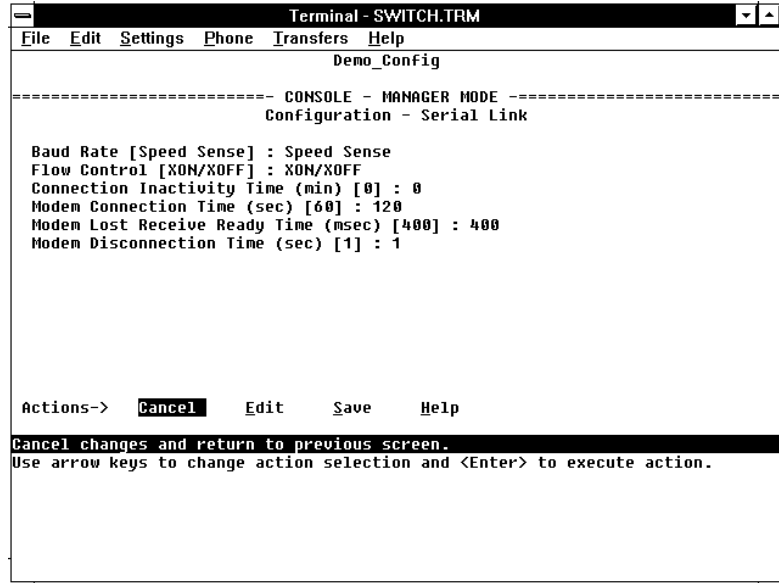 Terminal - SWITCH.TRM
File Edit Settings Phone Transfers Help
Demo_Config
==========================- CONSOLE - MANAGER MODE -===========================
Configuration - Serial Link
Baud Rate [Speed Sense] : Speed Sense
Flow Control [XON/XOFF] : XON/XOFF
Connection Inactivity Time (min) [0] : 0
Modem Connection Time (sec) [60] : 120
Modem Lost Receive Ready Time (msec) [400] : 400
Modem Disconnection Time (sec) [1] : 1
Actions-> Cancel Edit Save Help
Cancel changes and return to previous screen.
Use arrow keys to change action selection and <Enter> to execute action.